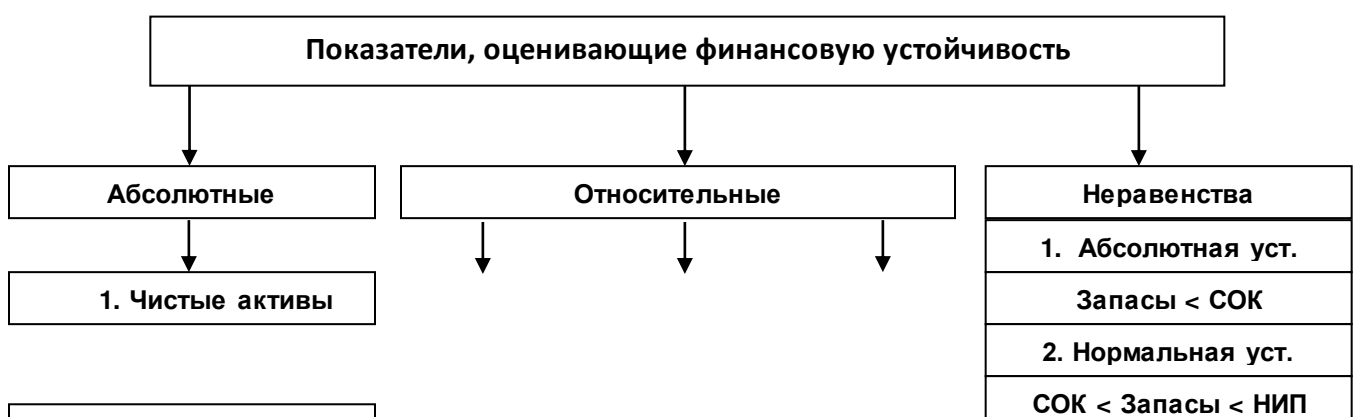 Показатели, оценивающие финансовую устойчивость
Абсолютные
Относительные
Неравенства
1. Чистые активы
1. Абсолютная уст.
Запасы < СОК
2. Нормальная уст.
СОК < Запасы < НИП